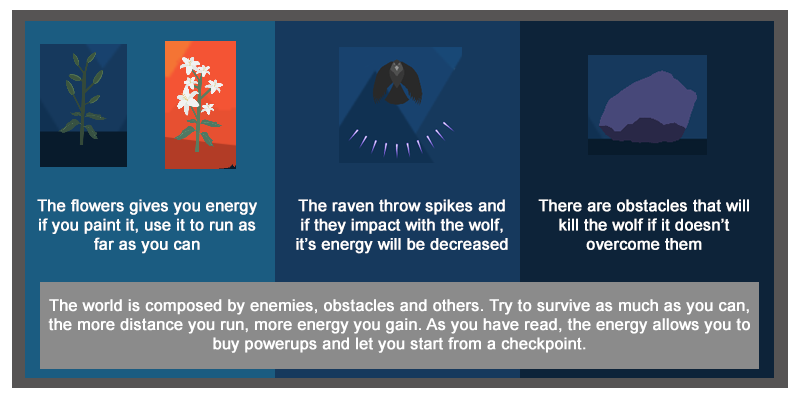 The flowers gives you energy
if you paint it, use it to run as
far as you can
The raven throw spikes and
if they impact with the wolf,
it's energy will be decreased
There are obstacles that will
kill the wolf if it doesn't
overcome them
The world is composed by enemies, obstacles and others. Try to survive as much as you can,
the more distance you run, more energy you gain. As you have read, the energy allows you to
buy powerups and let you start from a checkpoint.